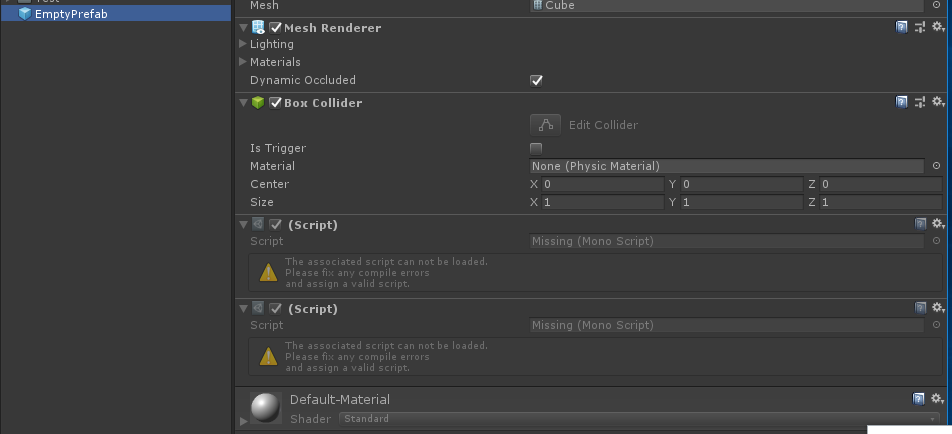 Test
EmptyPrefab
Mesh Cube
Mesh Renderer
Lighting
Materials
Dynamic Occluded
Box Collider
Edit Collider
Is Trigger
Material None (Physic Material)
Center X 0 Y 0 Z 0
Size X 1 Y 1 Z 1
(Script)
Script Missing (Mono Script)
The associated script can not be loaded.
Please fix any compile errors
and assign a valid script.
(Script)
Script Missing (Mono Script)
The associated script can not be loaded.
Please fix any compile errors
and assign a valid script.
Default-Material
Shader Standard